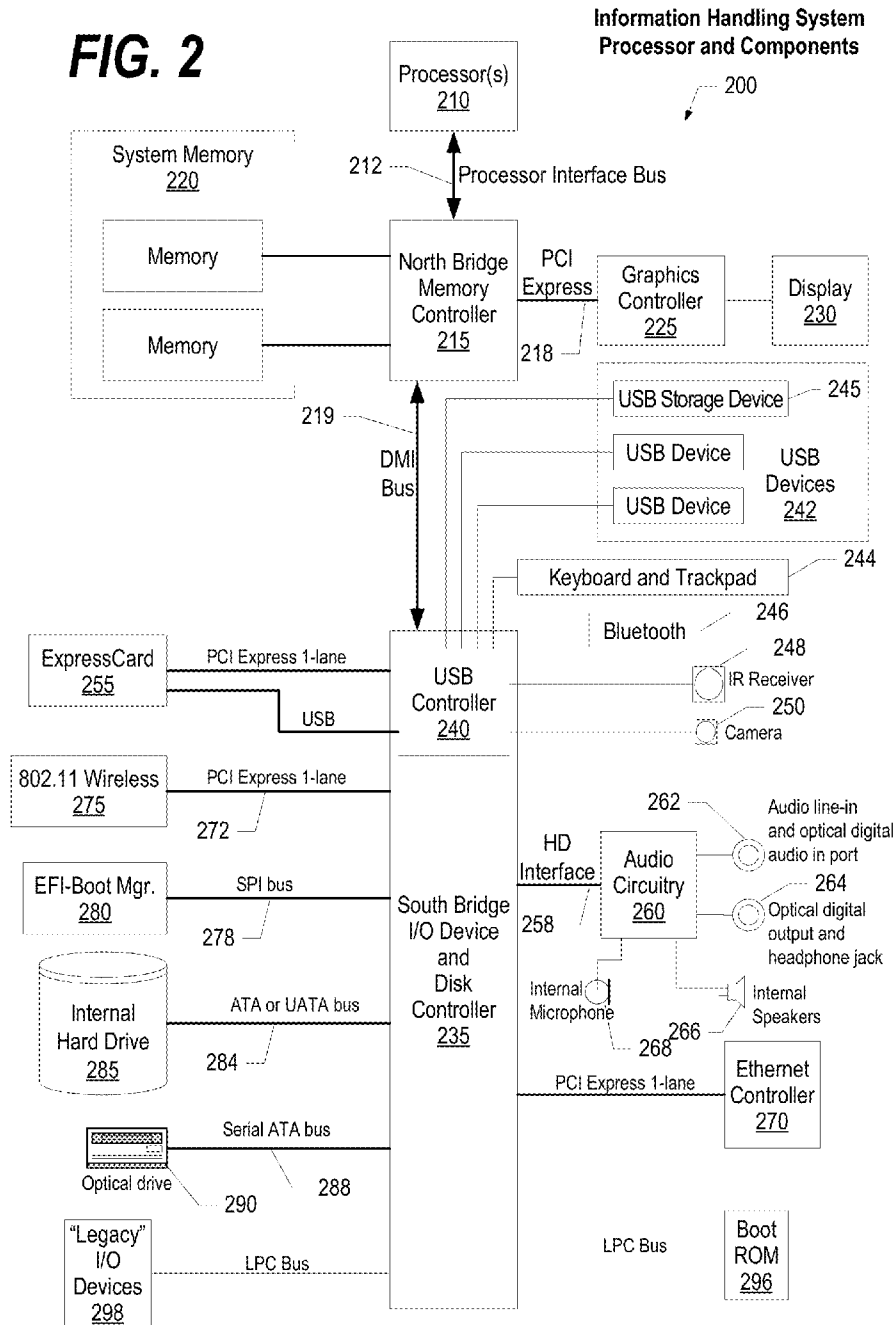 FIG. 2
Information Handling System
Processor and Components
200
Processor(s)
210
System Memory
220
212
Processor Interface Bus
Memory
Memory
North Bridge
Memory
Controller
215
PCI
Express
218
Graphics
Controller
225
Display
230
219
DMI
Bus
USB Storage Device
245
USB Device
USB Device
USB
Devices
242
Keyboard and Trackpad
244
Bluetooth
246
248
IR Receiver
250
Camera
ExpressCard
255
PCI Express 1-lane
USB
USB
Controller
240
802.11 Wireless
275
PCI Express 1-lane
272
EFI-Boot Mgr.
280
SPI bus
278
South Bridge
I/O Device
and
Disk
Controller
235
HD
Interface
258
Audio
Circuitry
260
262
Audio line-in
and optical digital
audio in port
264
Optical digital
output and
headphone jack
Internal
Microphone
268
266
Internal
Speakers
Internal
Hard Drive
285
ATA or UATA bus
284
PCI Express 1-lane
Ethernet
Controller
270
Serial ATA bus
288
Optical drive
290
"Legacy"
I/O
Devices
298
LPC Bus
LPC Bus
Boot
ROM
296